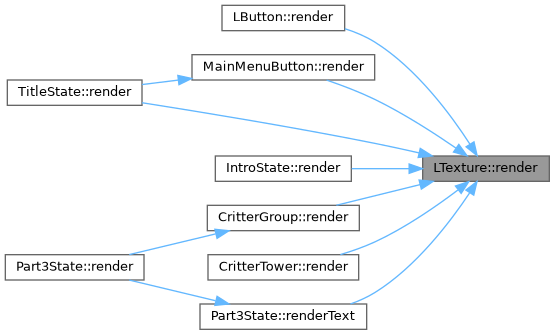 LButton::render
MainMenuButton::render
TitleState::render
IntroState::render
LTexture::render
CritterGroup::render
Part3State::render
CritterTower::render
Part3State::renderText